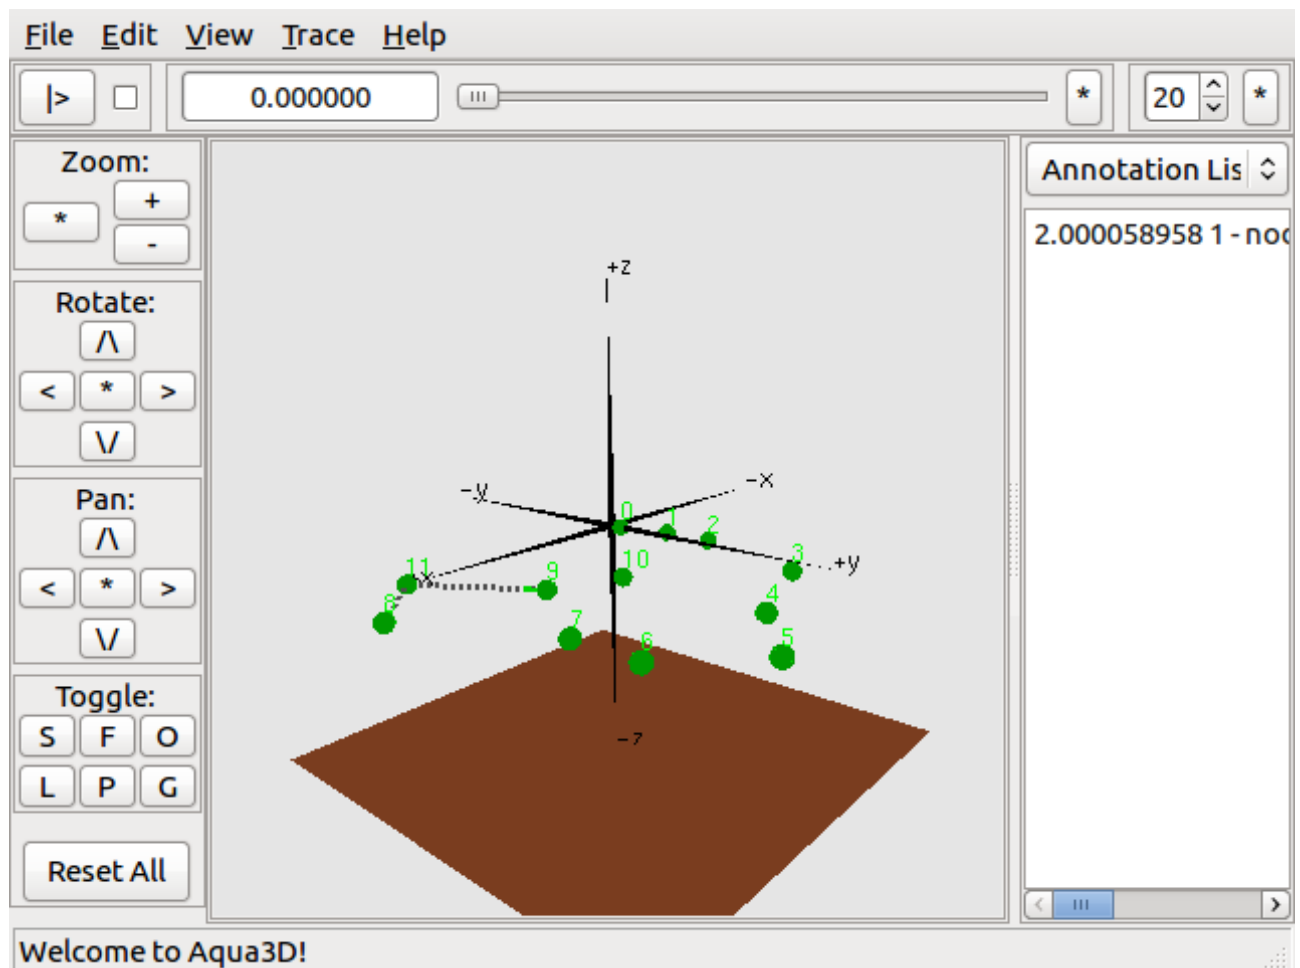 File Edit View Trace Help
|> 0.000000 * 20 *
Zoom:
* +
-
Rotate:
/\
< * >
\/
Pan:
/\
< * >
\/
Toggle:
S F O
L P G
Reset All
+z
-y
-x
0
1
2
3
+y
11
x
9
10
8
4
7
6
5
-z
Annotation Lis
2.000058958 1 - noc
Welcome to Aqua3D!